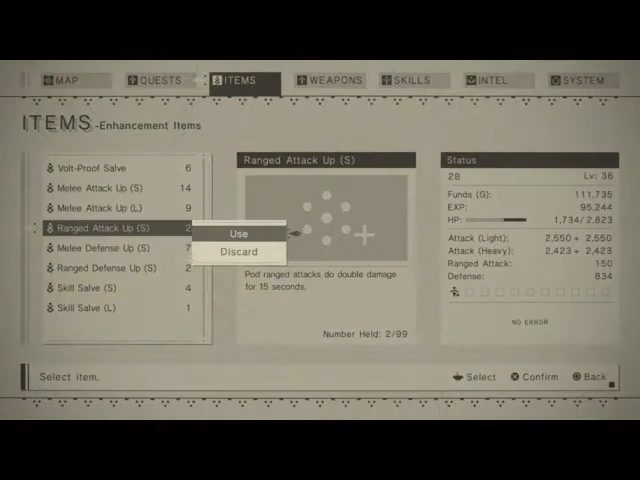 MAP QUESTS ITEMS WEAPONS SKILLS INTEL SYSTEM
ITEMS -Enhancement Items
Volt-Proof Salve 6
Melee Attack Up (S) 14
Melee Attack Up (L) 9
Ranged Attack Up (S) 2
Melee Defense Up (S) 7
Ranged Defense Up (S) 2
Skill Salve (S) 4
Skill Salve (L) 1
Use
Discard
Ranged Attack Up (S)
Pod ranged attacks do double damage
for 15 seconds.
Number Held: 2/99
Status
2B Lv: 36
Funds (G): 111,735
EXP: 95,244
HP: 1,734/ 2,823
Attack (Light): 2,550 + 2,550
Attack (Heavy): 2,423 + 2,423
Ranged Attack: 150
Defense: 834
NO ERROR
Select item.
Select Confirm Back